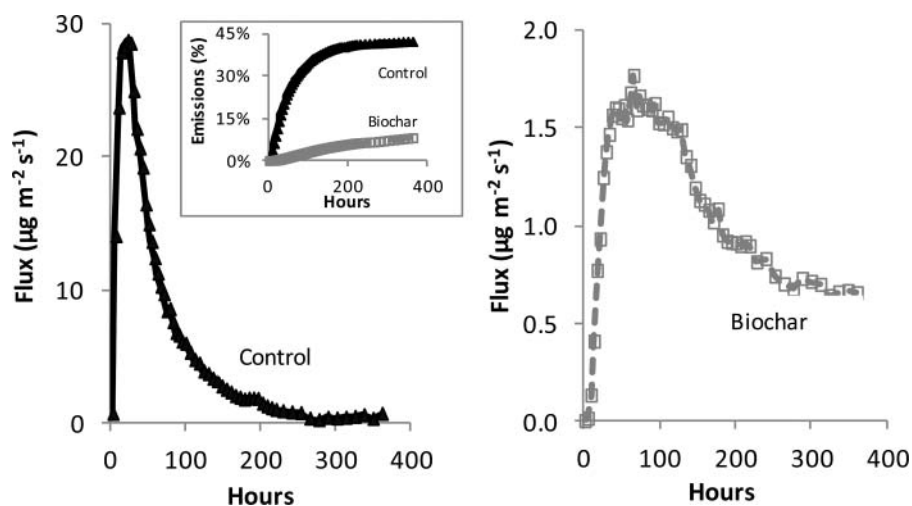 30
20
10
0
Flux (µg m⁻² s⁻¹)
0 100 200 300 400
Hours
Control
45%
30%
15%
0%
Emissions (%)
Control
Biochar
0 200 400
Hours
2.0
1.5
1.0
0.5
0.0
Flux (µg m⁻² s⁻¹)
Biochar
0 100 200 300 400
Hours